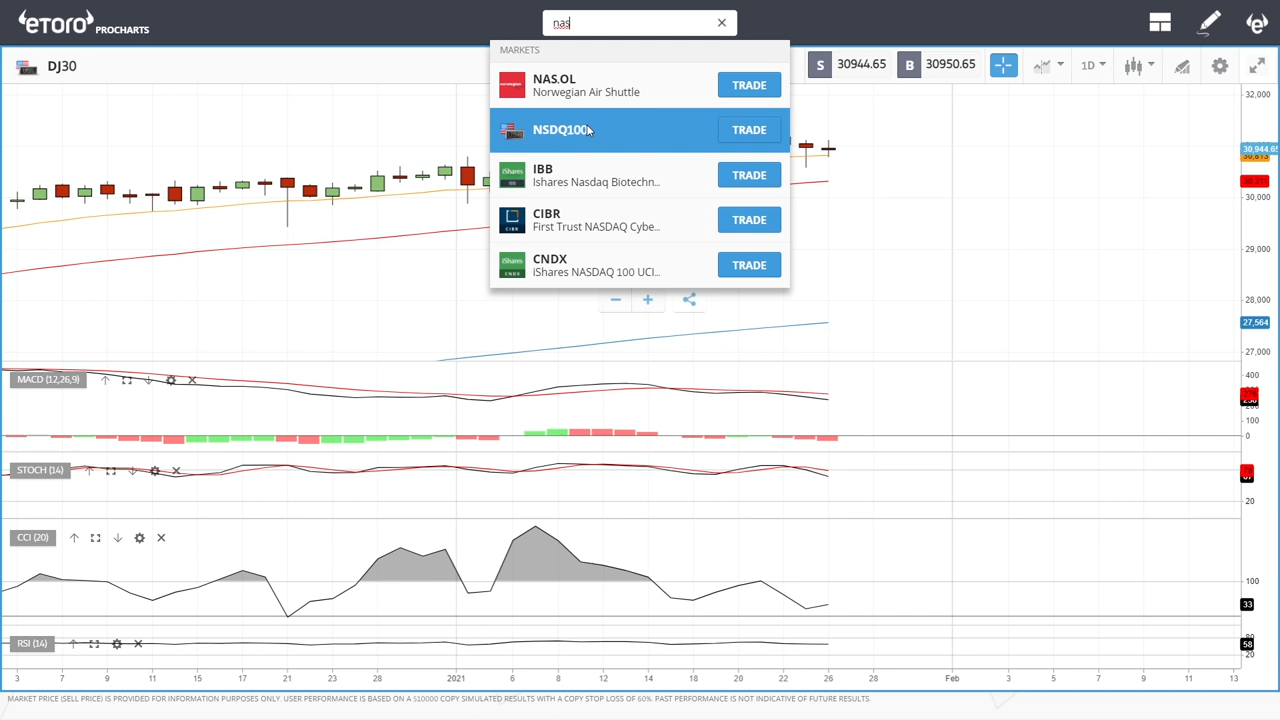 eTORO PROCHARTS
nas
MARKETS
DJ30
NAS.OL
Norwegian Air Shuttle
TRADE
NSDQ100
TRADE
IBB
Ishares Nasdaq Biotechn...
TRADE
CIBR
First Trust NASDAQ Cybe...
TRADE
CNDX
iShares NASDAQ 100 UCI...
TRADE
S 30944.65 B 30950.65
1D
32,000
30,944.65
30,000
29,000
28,000
27,564
27,000
MACD (12,26,9)
400
100
0
STOCH (14)
20
CCI (20)
100
33
RSI (14)
58
20
3 7 9 11 15 17 21 23 28 2021 6 8 12 14 18 20 22 26 28 Feb 3 5 7 9 11 13
MARKET PRICE (SELL PRICE) IS PROVIDED FOR INFORMATION PURPOSES ONLY. USER PERFORMANCE IS BASED ON A $10000 COPY SIMULATED RESULTS WITH A COPY STOP LOSS OF 60%. PAST PERFORMANCE IS NOT INDICATIVE OF FUTURE RESULTS.